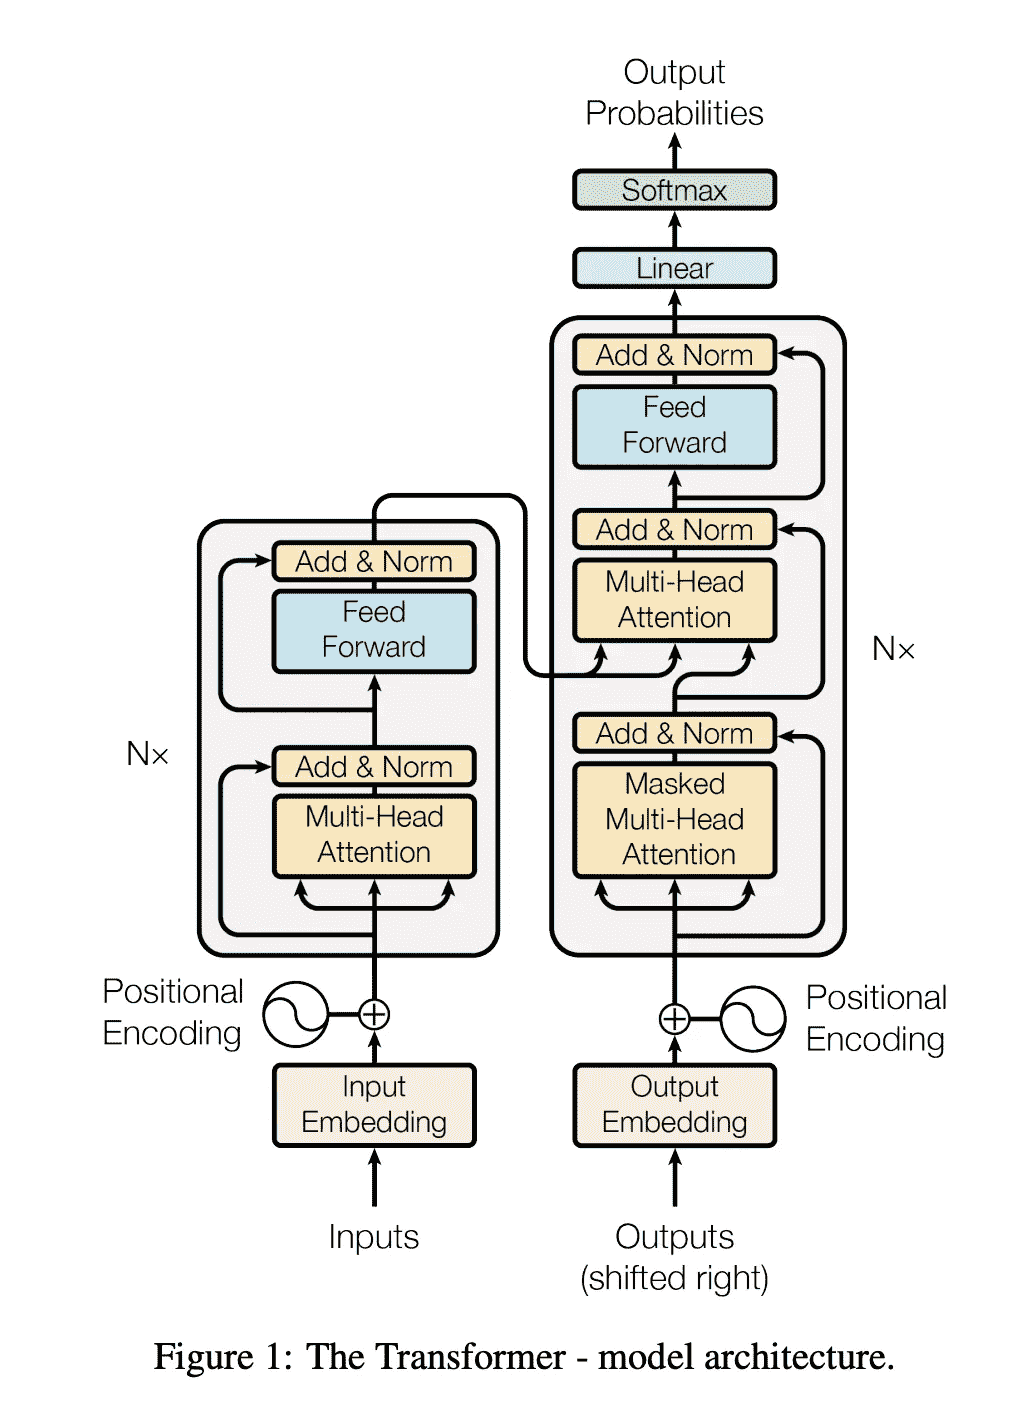 Output
Probabilities
Softmax
Linear
Add & Norm
Feed
Forward
Add & Norm
Multi-Head
Attention
Add & Norm
Masked
Multi-Head
Attention
N×
Add & Norm
Feed
Forward
Add & Norm
Multi-Head
Attention
N×
Positional
Encoding
Positional
Encoding
Input
Embedding
Output
Embedding
Inputs
Outputs
(shifted right)
Figure 1: The Transformer - model architecture.